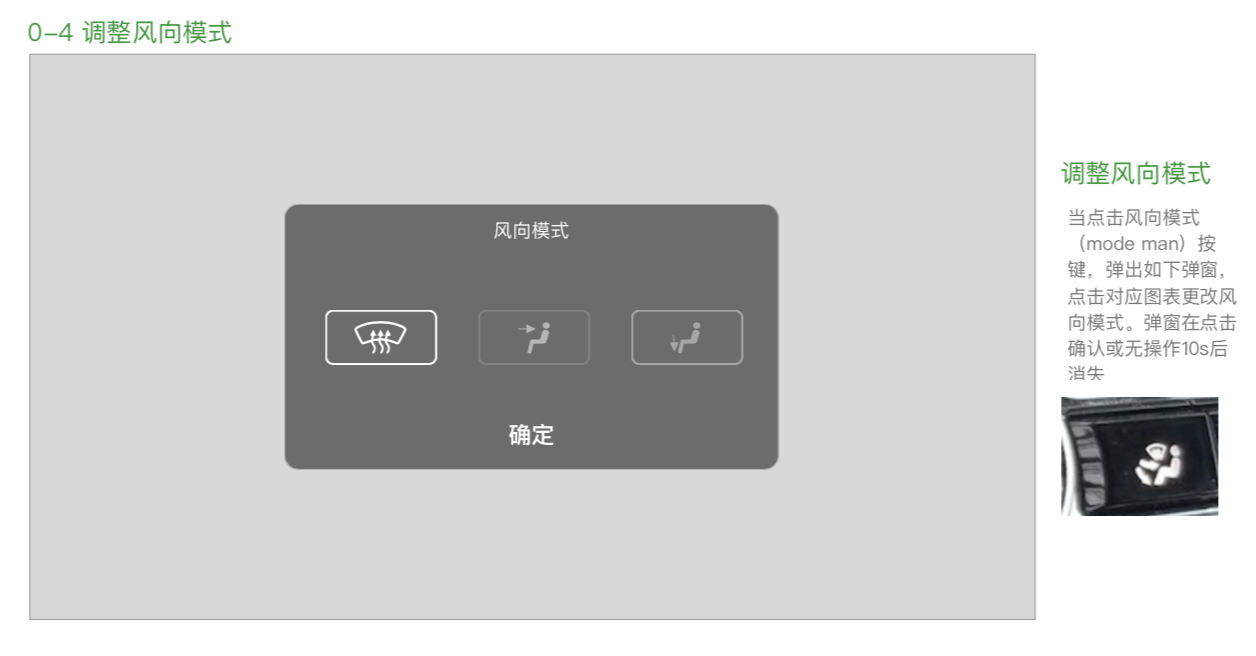 0-4 调整风向模式
风向模式
确定
调整风向模式
当点击风向模式
（mode man）按
键，弹出如下弹窗，
点击对应图表更改风
向模式。弹窗在点击
确认或无操作10s后
消失